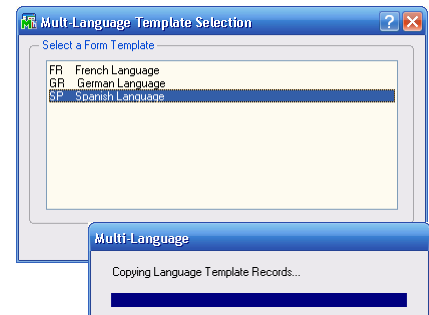 Mult-Language Template Selection
Select a Form Template
FR French Language
GR German Language
SP Spanish Language
Multi-Language
Copying Language Template Records...